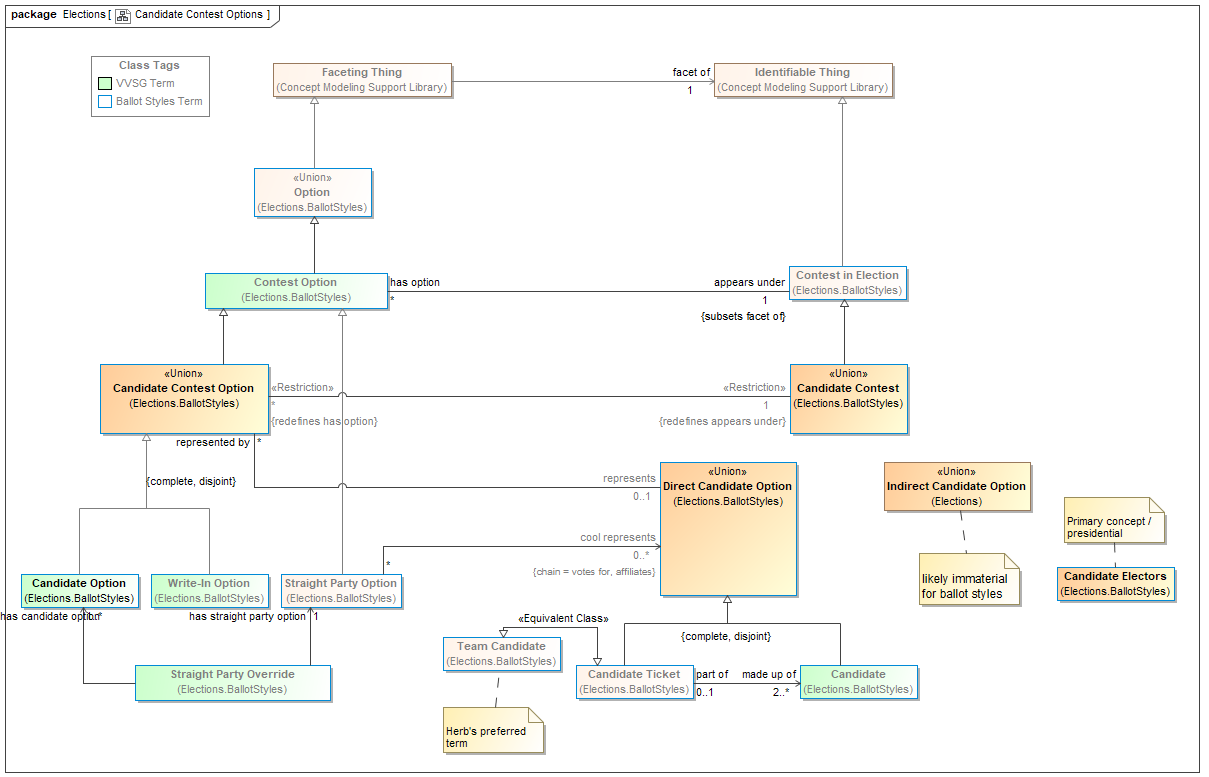 package Elections [ Candidate Contest Options ]
Class Tags
VVSG Term
Ballot Styles Term
Faceting Thing
(Concept Modeling Support Library)
facet of
1
Identifiable Thing
(Concept Modeling Support Library)
«Union»
Option
(Elections.BallotStyles)
Contest Option
(Elections.BallotStyles)
has option
*
appears under
1
{subsets facet of}
Contest in Election
(Elections.BallotStyles)
«Union»
Candidate Contest Option
(Elections.BallotStyles)
«Restriction»
*
{redefines has option}
«Restriction»
1
{redefines appears under}
«Union»
Candidate Contest
(Elections.BallotStyles)
represented by
*
{complete, disjoint}
represents
0..1
cool represents
0..*
*
{chain = votes for, affiliates}
«Union»
Direct Candidate Option
(Elections.BallotStyles)
«Union»
Indirect Candidate Option
(Elections)
likely immaterial
for ballot styles
Primary concept /
presidential
Candidate Electors
(Elections.BallotStyles)
Candidate Option
(Elections.BallotStyles)
Write-In Option
(Elections.BallotStyles)
Straight Party Option
(Elections.BallotStyles)
has candidate option
has straight party option
1
Straight Party Override
(Elections.BallotStyles)
«Equivalent Class»
{complete, disjoint}
Team Candidate
(Elections.BallotStyles)
Candidate Ticket
(Elections.BallotStyles)
part of
0..1
made up of
2..*
Candidate
(Elections.BallotStyles)
Herb's preferred
term